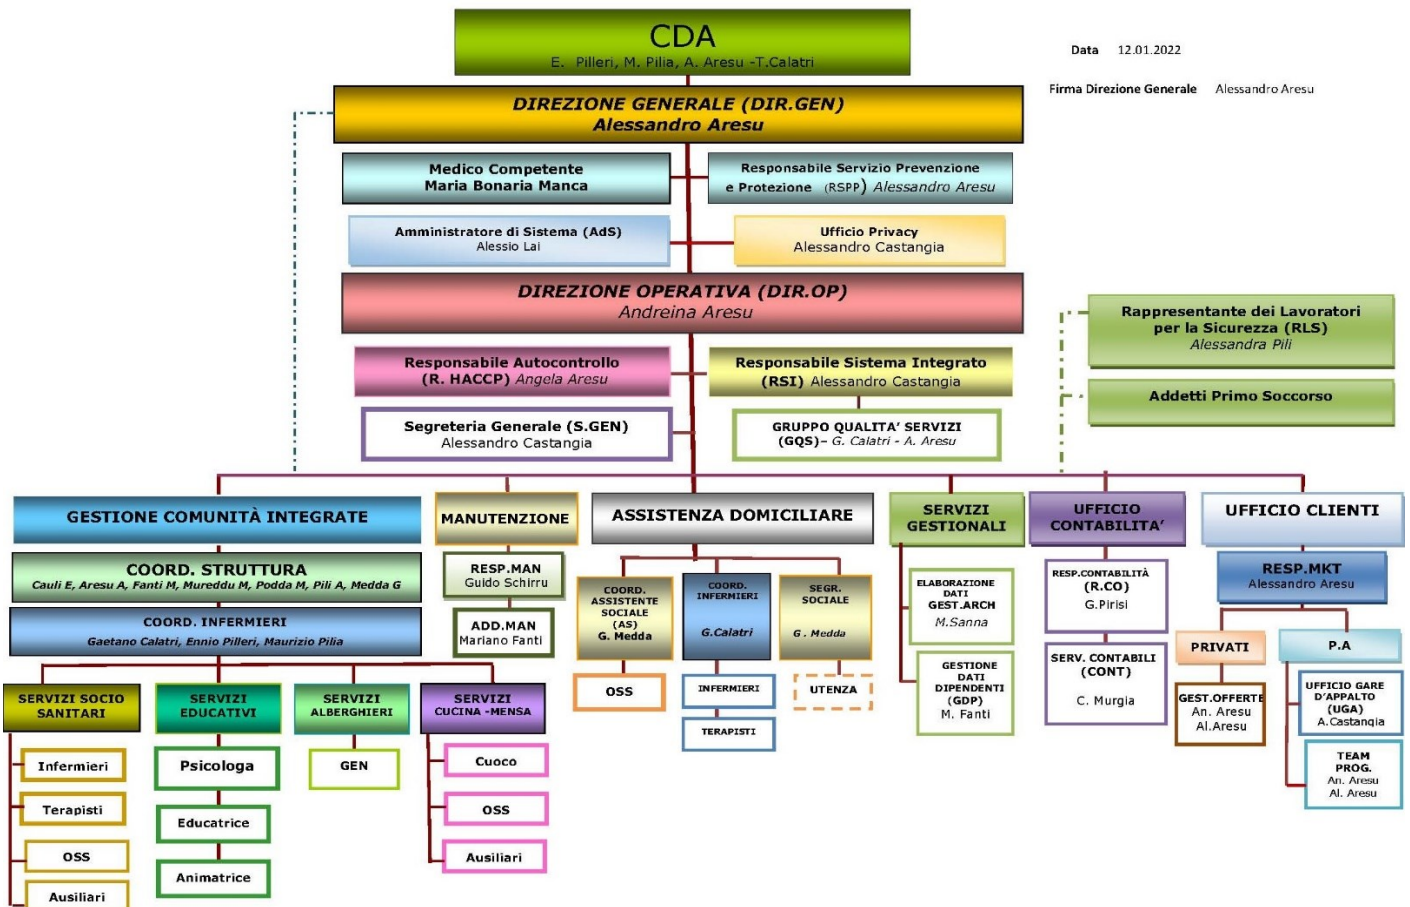 CDA
E. Pilleri, M. Pilia, A. Aresu -T.Calatri
Data 12.01.2022
Firma Direzione Generale Alessandro Aresu
DIREZIONE GENERALE (DIR.GEN)
Alessandro Aresu
Medico Competente
Maria Bonaria Manca
Responsabile Servizio Prevenzione
e Protezione (RSPP) Alessandro Aresu
Amministratore di Sistema (AdS)
Alessio Lai
Ufficio Privacy
Alessandro Castangia
DIREZIONE OPERATIVA (DIR.OP)
Andreina Aresu
Rappresentante dei Lavoratori
per la Sicurezza (RLS)
Alessandra Pili
Addetti Primo Soccorso
Responsabile Autocontrollo
(R. HACCP) Angela Aresu
Responsabile Sistema Integrato
(RSI) Alessandro Castangia
Segreteria Generale (S.GEN)
Alessandro Castangia
GRUPPO QUALITA’ SERVIZI
(GQS)– G. Calatri - A. Aresu
GESTIONE COMUNITÀ INTEGRATE
COORD. STRUTTURA
Cauli E, Aresu A, Fanti M, Mureddu M, Podda M, Pili A, Medda G
COORD. INFERMIERI
Gaetano Calatri, Ennio Pilleri, Maurizio Pilia
SERVIZI SOCIO
SANITARI
Infermieri
Terapisti
OSS
Ausiliari
SERVIZI
EDUCATIVI
Psicologa
Educatrice
Animatrice
SERVIZI
ALBERGHIERI
GEN
SERVIZI
CUCINA -MENSA
Cuoco
OSS
Ausiliari
MANUTENZIONE
RESP.MAN
Guido Schirru
ADD.MAN
Mariano Fanti
ASSISTENZA DOMICILIARE
COORD.
ASSISTENTE
SOCIALE
(AS)
G. Medda
OSS
COORD.
INFERMIERI
G.Calatri
INFERMIERI
TERAPISTI
SEGR.
SOCIALE
G . Medda
UTENZA
SERVIZI
GESTIONALI
ELABORAZIONE
DATI
GEST.ARCH
M.Sanna
GESTIONE
DATI
DIPENDENTI
(GDP)
M. Fanti
UFFICIO
CONTABILITA’
RESP.CONTABILITÀ
(R.CO)
G.Pirisi
SERV. CONTABILI
(CONT)
C. Murgia
UFFICIO CLIENTI
RESP.MKT
Alessandro Aresu
PRIVATI
GEST.OFFERTE
An. Aresu
Al.Aresu
P.A
UFFICIO GARE
D’APPALTO
(UGA)
A.Castangia
TEAM
PROG.
An. Aresu
Al. Aresu